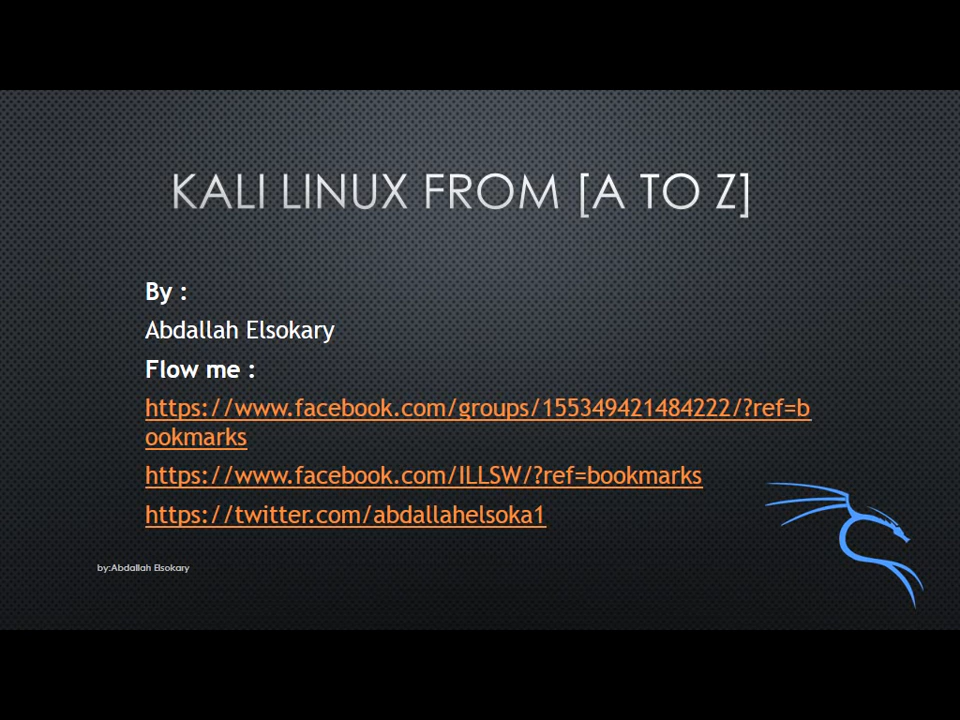 KALI LINUX FROM [A TO Z]
By :
Abdallah Elsokary
Flow me :
https://www.facebook.com/groups/155349421484222/?ref=b
ookmarks
https://www.facebook.com/ILLSW/?ref=bookmarks
https://twitter.com/abdallahelsoka1
by:Abdallah Elsokary